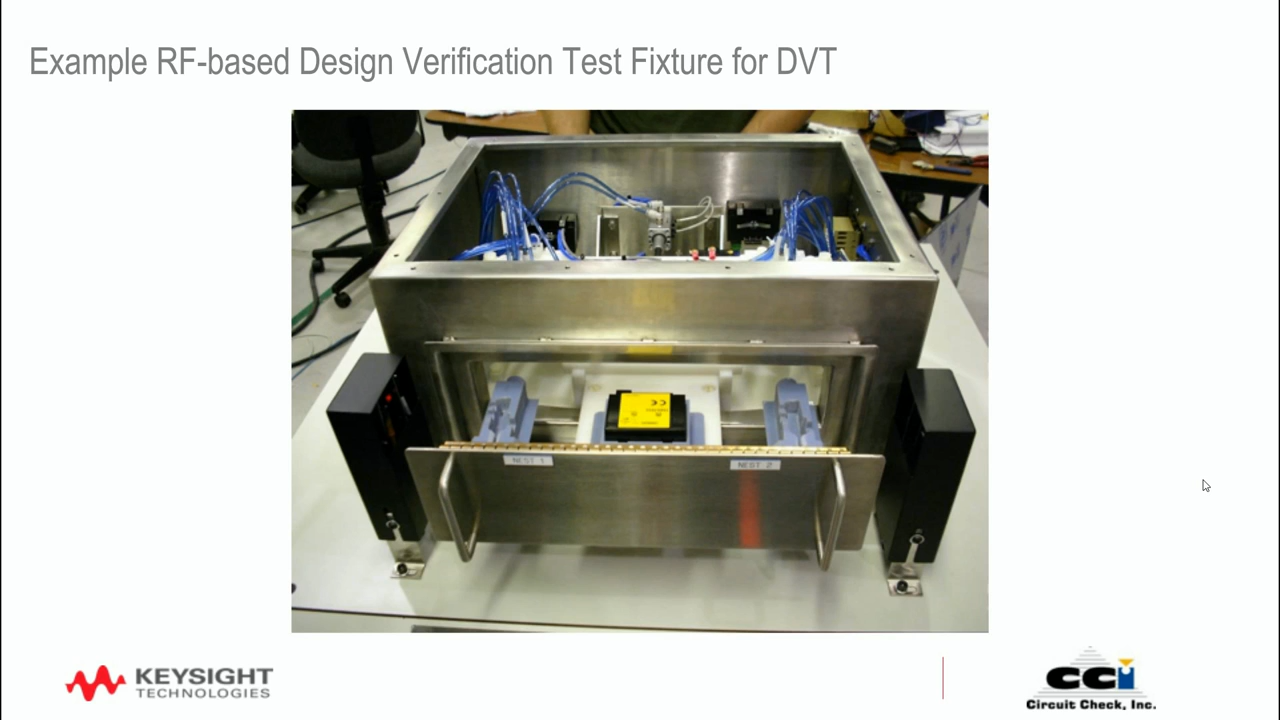 Example RF-based Design Verification Test Fixture for DVT
NEST 1
NEST 2
KEYSIGHT
TECHNOLOGIES
CCi
Circuit Check, Inc.